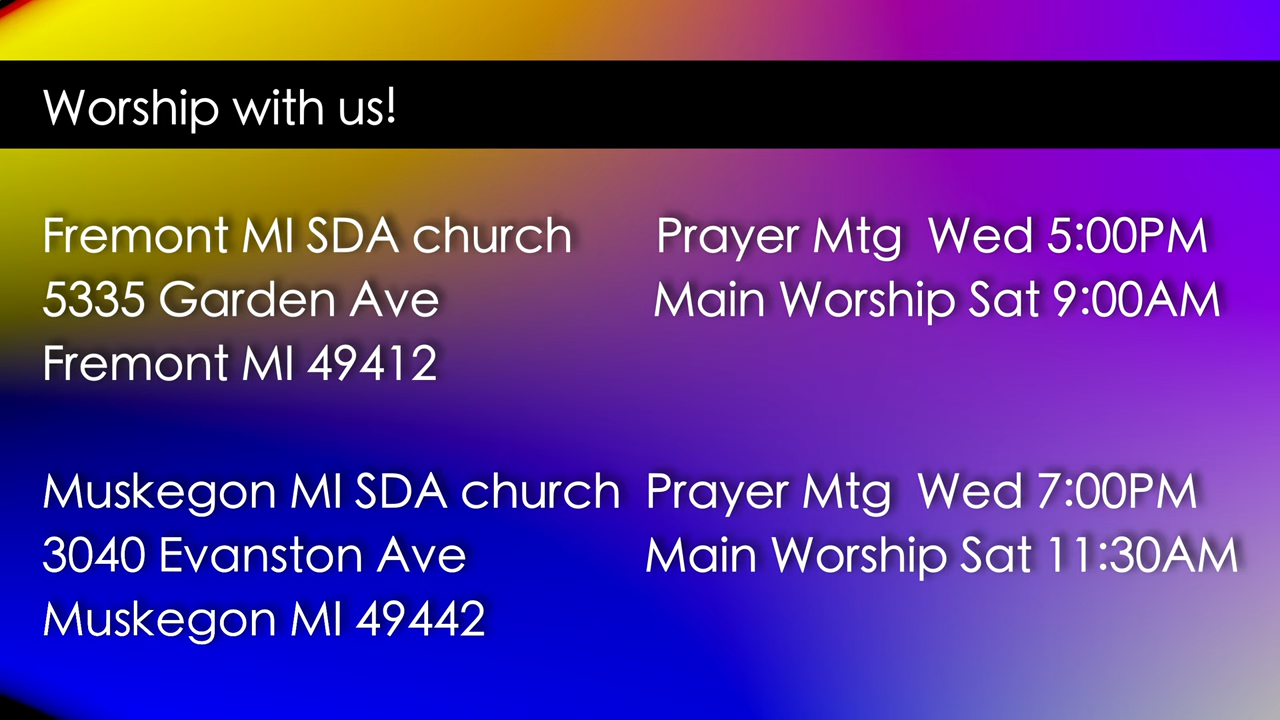 Worship with us!
Fremont MI SDA church
5335 Garden Ave
Fremont MI 49412
Prayer Mtg Wed 5:00PM
Main Worship Sat 9:00AM
Muskegon MI SDA church
3040 Evanston Ave
Muskegon MI 49442
Prayer Mtg Wed 7:00PM
Main Worship Sat 11:30AM